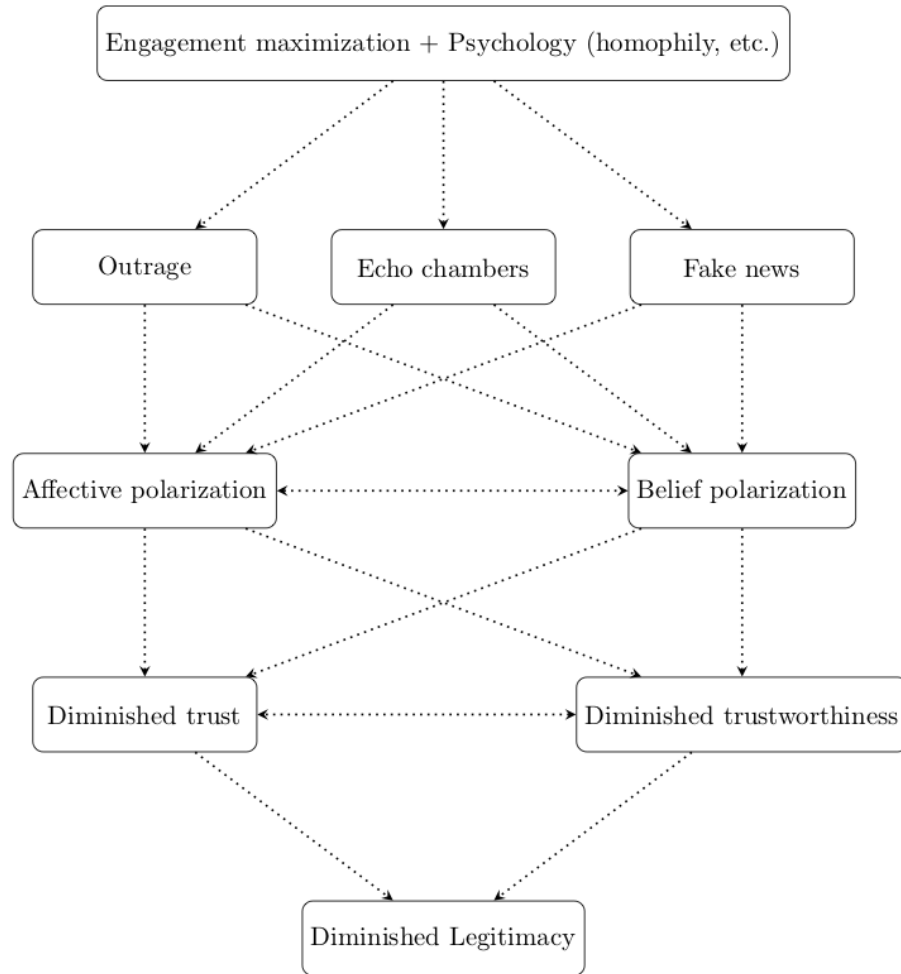 Engagement maximization + Psychology (homophily, etc.)
Outrage
Echo chambers
Fake news
Affective polarization
Belief polarization
Diminished trust
Diminished trustworthiness
Diminished Legitimacy